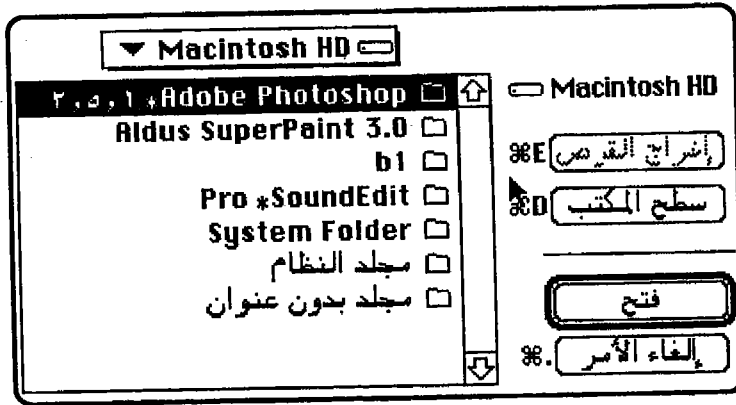 Macintosh HD
Adobe Photoshop* ١,٥,٢
Aldus SuperPaint 3.0
b1
Pro *SoundEdit
System Folder
مجلد النظام
مجلد بدون عنوان
Macintosh HD
إخراج القرص ⌘E
سطح المكتب ⌘D
فتح
إلغاء الأمر ⌘.